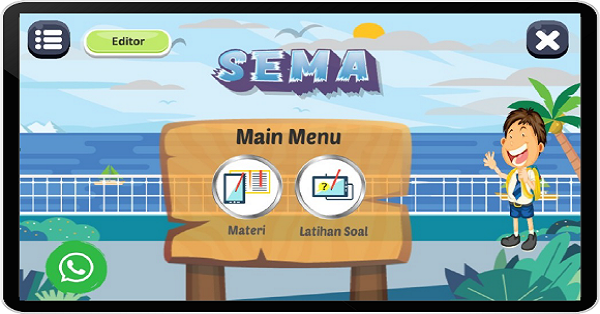 Editor
SEMA
Main Menu
?
Materi
Latihan Soal